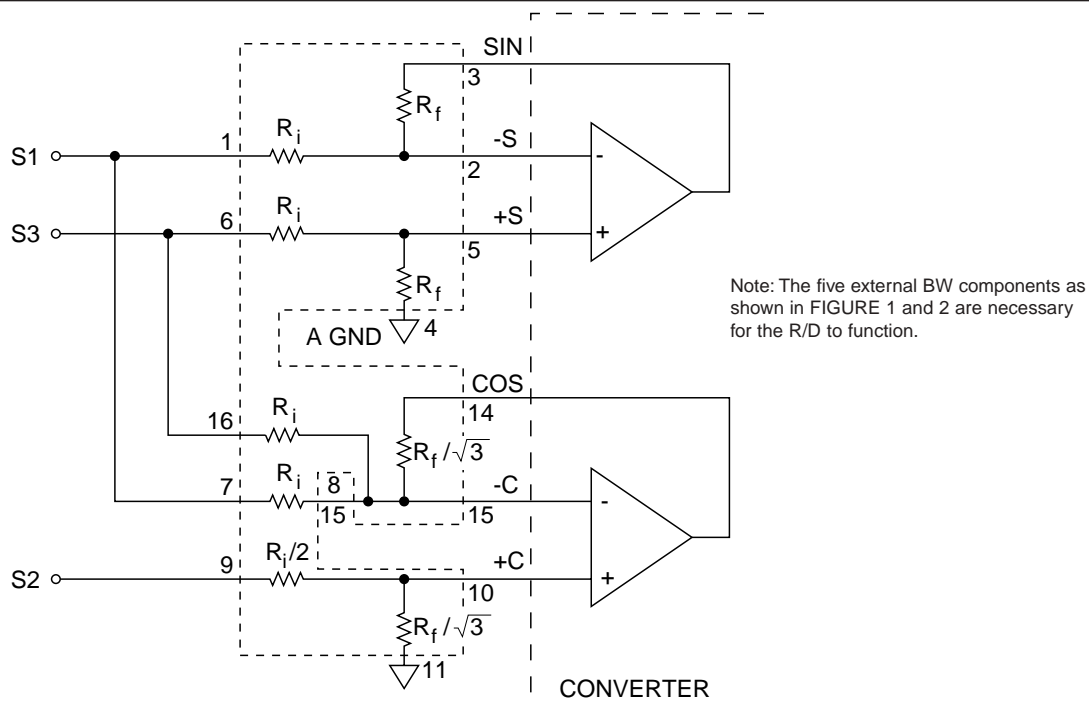 SIN
3
R_f
S1
1
R_i
-S
2
-
S3
6
R_i
+S
5
+
R_f
A GND
4
Note: The five external BW components as
shown in FIGURE 1 and 2 are necessary
for the R/D to function.
COS
14
16
R_i
R_f /√3
7
R_i
8
15
-C
15
-
S2
9
R_i/2
+C
10
+
R_f /√3
11
CONVERTER